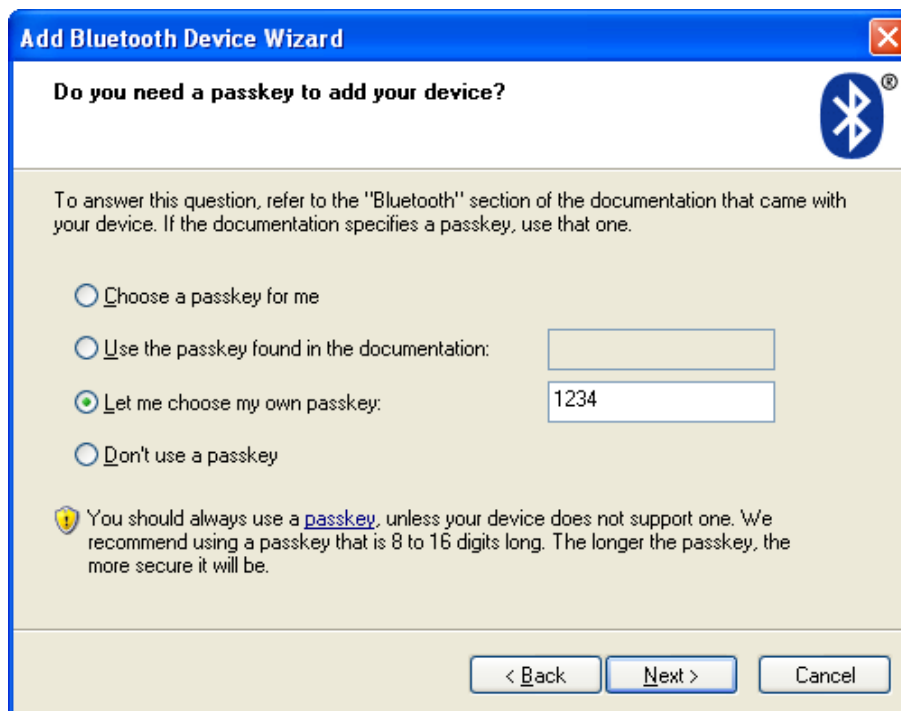 Add Bluetooth Device Wizard
Do you need a passkey to add your device?
®
To answer this question, refer to the "Bluetooth" section of the documentation that came with
your device. If the documentation specifies a passkey, use that one.
Choose a passkey for me
Use the passkey found in the documentation:
Let me choose my own passkey: 1234
Don't use a passkey
You should always use a passkey, unless your device does not support one. We
recommend using a passkey that is 8 to 16 digits long. The longer the passkey, the
more secure it will be.
< Back Next > Cancel